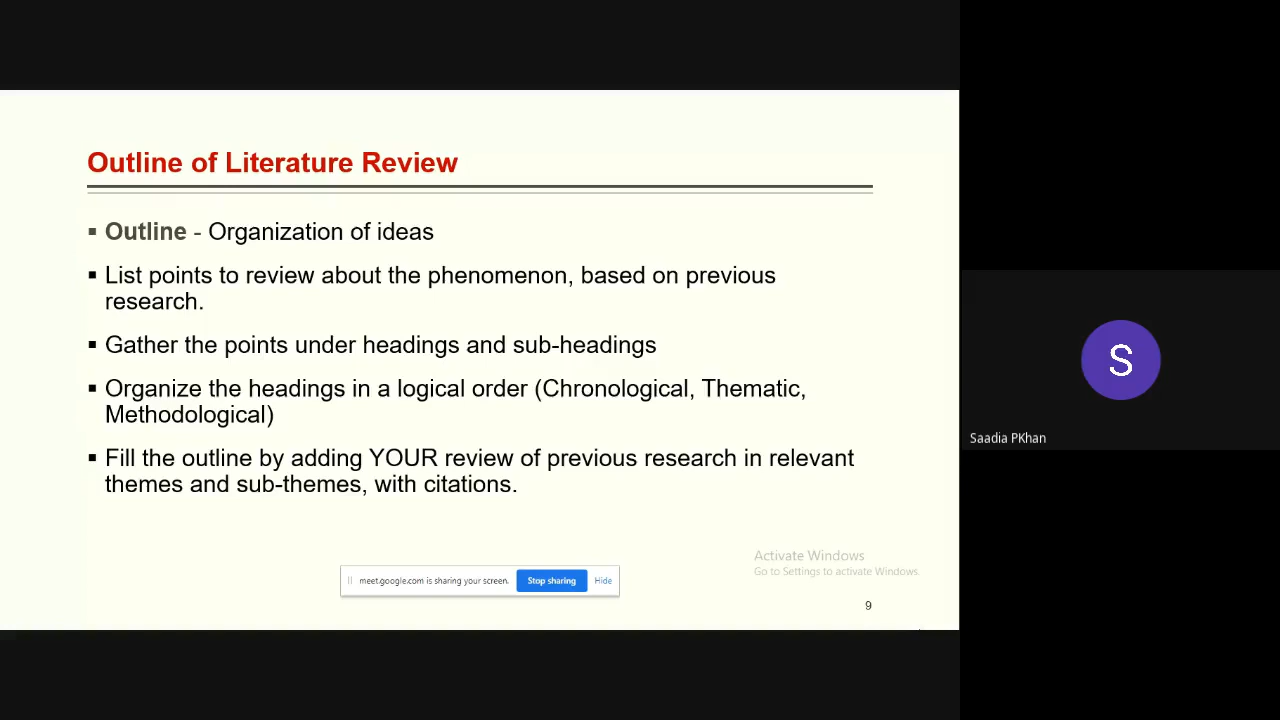 Outline of Literature Review
▪ Outline - Organization of ideas
▪ List points to review about the phenomenon, based on previous
research.
▪ Gather the points under headings and sub-headings
▪ Organize the headings in a logical order (Chronological, Thematic,
Methodological)
▪ Fill the outline by adding YOUR review of previous research in relevant
themes and sub-themes, with citations.
Activate Windows
Go to Settings to activate Windows.
meet.google.com is sharing your screen. Stop sharing Hide
9
S
Saadia PKhan